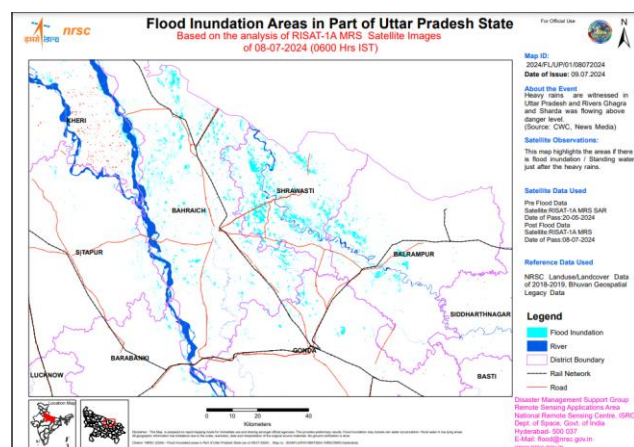 इसरो isro
nrsc
Flood Inundation Areas in Part of Uttar Pradesh State
Based on the analysis of RISAT-1A MRS Satellite Images
of 08-07-2024 (0600 Hrs IST)
For Official Use
N
Map ID:
2024/FL/UP/01/08072024
Date of Issue: 09.07.2024
About the Event
Heavy rains are witnessed in
Uttar Pradesh and Rivers Ghagra
and Sharda was flowing above
danger level.
(Source: CWC, News Media)
Satellite Observations:
This map highlights the areas if there
is flood inundation / Standing water
just after the heavy rains.
Satellite Data Used
Pre Flood Data
Satellite:RISAT-1A MRS SAR
Date of Pass:20-05-2024
Post Flood Data
Satellite:RISAT-1A MRS
Date of Pass:08-07-2024
Reference Data Used
NRSC Landuse/Landcover Data
of 2018-2019, Bhuvan Geospatial
Legacy Data
Legend
Flood Inundation
River
District Boundary
Rail Network
Road
Disaster Management Support Group
Remote Sensing Applications Area
National Remote Sensing Centre, ISRO
Dept. of Space, Govt. of India
Hyderabad- 500 037
E-Mail: flood@nrsc.gov.in
KHERI
SHRAWASTI
BAHRAICH
SITAPUR
BALRAMPUR
SIDDHARTHNAGAR
BARABANKI
GONDA
LUCKNOW
BASTI
Location Map
0 20 40
Kilometers